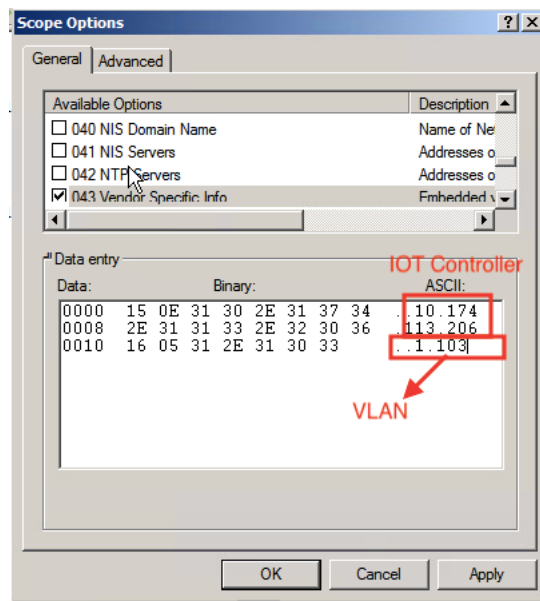 Scope Options
General Advanced
Available Options Description
040 NIS Domain Name Name of Ne
041 NIS Servers Addresses o
042 NTP Servers Addresses o
043 Vendor Specific Info Embedded v
Data entry
IOT Controller
Data: Binary: ASCII:
0000 15 0E 31 30 2E 31 37 34 ..10.174
0008 2E 31 31 33 2E 32 30 36 .113.206
0010 16 05 31 2E 31 30 33 ..1.103
VLAN
OK Cancel Apply